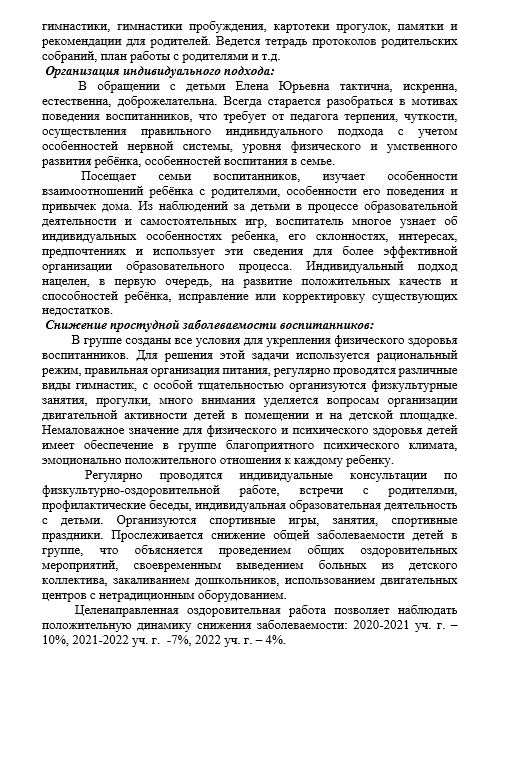 гимнастики, гимнастики пробуждения, картотеки прогулок, памятки и
рекомендации для родителей. Ведется тетрадь протоколов родительских
собраний, план работы с родителями и т.д.
Организация индивидуального подхода:
В обращении с детьми Елена Юрьевна тактична, искренна,
естественна, доброжелательна. Всегда старается разобраться в мотивах
поведения воспитанников, что требует от педагога терпения, чуткости,
осуществления правильного индивидуального подхода с учетом
особенностей нервной системы, уровня физического и умственного
развития ребёнка, особенностей воспитания в семье.
Посещает семьи воспитанников, изучает особенности
взаимоотношений ребёнка с родителями, особенности его поведения и
привычек дома. Из наблюдений за детьми в процессе образовательной
деятельности и самостоятельных игр, воспитатель многое узнает об
индивидуальных особенностях ребенка, его склонностях, интересах,
предпочтениях и использует эти сведения для более эффективной
организации образовательного процесса. Индивидуальный подход
нацелен, в первую очередь, на развитие положительных качеств и
способностей ребёнка, исправление или корректировку существующих
недостатков.
Снижение простудной заболеваемости воспитанников:
В группе созданы все условия для укрепления физического здоровья
воспитанников. Для решения этой задачи используется рациональный
режим, правильная организация питания, регулярно проводятся различные
виды гимнастик, с особой тщательностью организуются физкультурные
занятия, прогулки, много внимания уделяется вопросам организации
двигательной активности детей в помещении и на детской площадке.
Немаловажное значение для физического и психического здоровья детей
имеет обеспечение в группе благоприятного психического климата,
эмоционально положительного отношения к каждому ребенку.
Регулярно проводятся индивидуальные консультации по
физкультурно-оздоровительной работе, встречи с родителями,
профилактические беседы, индивидуальная образовательная деятельность
с детьми. Организуются спортивные игры, занятия, спортивные
праздники. Прослеживается снижение общей заболеваемости детей в
группе, что объясняется проведением общих оздоровительных
мероприятий, своевременным выведением больных из детского
коллектива, закаливанием дошкольников, использованием двигательных
центров с нетрадиционным оборудованием.
Целенаправленная оздоровительная работа позволяет наблюдать
положительную динамику снижения заболеваемости: 2020-2021 уч. г. –
10%, 2021-2022 уч. г. -7%, 2022 уч. г. – 4%.